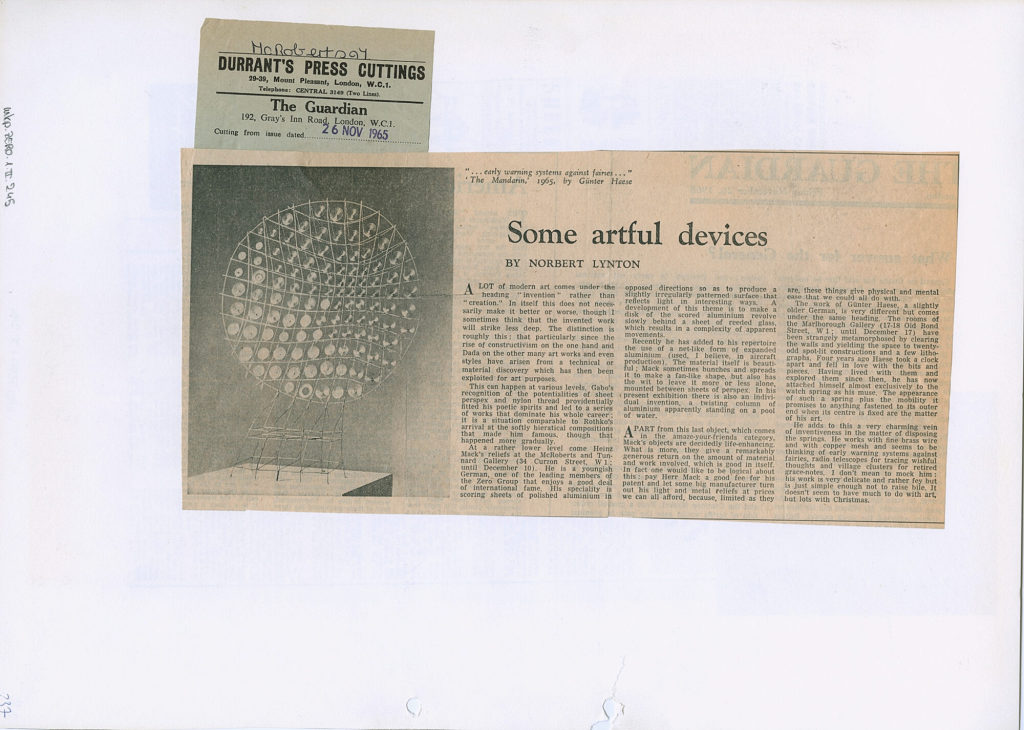 McRobertson
DURRANT'S PRESS CUTTINGS
29-39, Mount Pleasant, London, W.C.1.
Telephone: CENTRAL 3149 (Two Lines).
The Guardian
192, Gray's Inn Road, London, W.C.1.
Cutting from issue dated 26 NOV 1965
"...early warning systems against fairies..."
'The Mandarin,' 1965, by Günter Haese
Some artful devices
BY NORBERT LYNTON
A LOT of modern art comes under the
heading "invention" rather than
"creation." In itself this does not neces-
sarily make it better or worse, though I
sometimes think that the invented work
will strike less deep. The distinction is
roughly this: that particularly since the
rise of constructivism on the one hand and
Dada on the other many art works and even
styles have arisen from a technical or
material discovery which has then been
exploited for art purposes.
This can happen at various levels. Gabo's
recognition of the potentialities of sheet
perspex and nylon thread providentially
fitted his poetic spirits and led to a series
of works that dominate his whole career;
it is a situation comparable to Rothko's
arrival at the softly hieratical compositions
that made him famous, though that
happened more gradually.
At a rather lower level come Heinz
Mack's reliefs at the McRoberts and Tun-
nard Gallery (34 Curzon Street, W 1;
until December 10). He is a youngish
German, one of the leading members of
the Zero Group that enjoys a good deal
of international fame. His speciality is
scoring sheets of polished aluminium in
opposed directions so as to produce a
slightly irregularly patterned surface that
reflects light in interesting ways. A
development of this theme is to make a
disk of the scored aluminium revolve
slowly behind a sheet of reeded glass,
which results in a complexity of apparent
movements.
Recently he has added to his repertoire
the use of a net-like form of expanded
aluminium (used, I believe, in aircraft
production). The material itself is beauti-
ful; Mack sometimes bunches and spreads
it to make a fan-like shape, but also has
the wit to leave it more or less alone,
mounted between sheets of perspex. In his
present exhibition there is also an indivi-
dual invention, a twisting column of
aluminium apparently standing on a pool
of water.
APART from this last object, which comes
in the amaze-your-friends category,
Mack's objects are decidedly life-enhancing.
What is more, they give a remarkably
generous return on the amount of material
and work involved, which is good in itself.
In fact one would like to be logical about
this: pay Herr Mack a good fee for his
patent and let some big manufacturer turn
out his light and metal reliefs at prices
we can all afford, because, limited as they
are, these things give physical and mental
ease that we could all do with.
The work of Günter Haese, a slightly
older German, is very different but comes
under the same heading. The rooms of
the Marlborough Gallery (17-18 Old Bond
Street, W 1; until December 17) have
been strangely metamorphosed by clearing
the walls and yielding the space to twenty-
odd spot-lit constructions and a few litho-
graphs. Four years ago Haese took a clock
apart and fell in love with the bits and
pieces. Having lived with them and
explored them since then, he has now
attached himself almost exclusively to the
watch spring as his muse. The appearance
of such a spring plus the mobility it
promises to anything fastened to its outer
end when its centre is fixed are the matter
of his art.
He adds to this a very charming vein
of inventiveness in the matter of disposing
the springs. He works with fine brass wire
and with copper mesh and seems to be
thinking of early warning systems against
fairies, radio telescopes for tracing wishful
thoughts and village clusters for retired
grace-notes. I don't mean to mock him:
his work is very delicate and rather fey but
is just simple enough not to raise bile. It
doesn't seem to have much to do with art,
but lots with Christmas.
mkp.ZERO.1.II.945
237